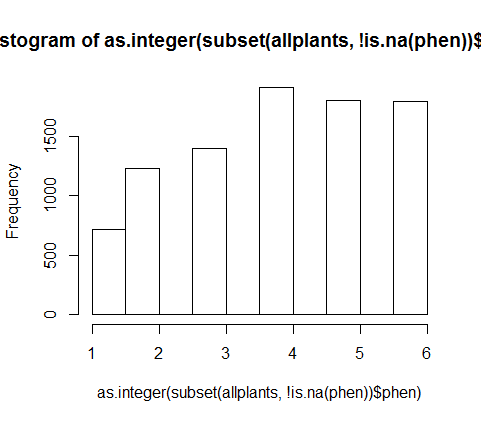 stogram of as.integer(subset(allplants, !is.na(phen))$
Frequency
1500
1000
500
0
1 2 3 4 5 6
as.integer(subset(allplants, !is.na(phen))$phen)